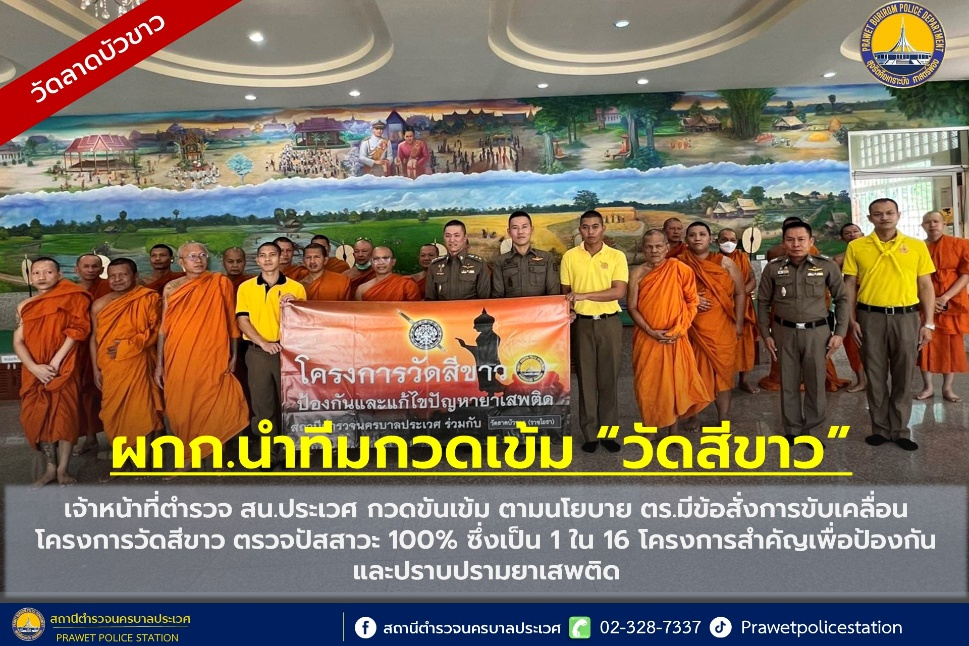 วัดลาดบัวขาว
PRAWET BURIROM POLICE DEPARTMENT
โครงการวัดสีขาว
ป้องกันและแก้ไขปัญหายาเสพติด
สถานีตำรวจนครบาลประเวศ ร่วมกับ
ผกก.นำทีมกวดเข้ม “วัดสีขาว”
เจ้าหน้าที่ตำรวจ สน.ประเวศ กวดขันเข้ม ตามนโยบาย ตร.มีข้อสั่งการขับเคลื่อน
โครงการวัดสีขาว ตรวจปัสสาวะ 100% ซึ่งเป็น 1 ใน 16 โครงการสำคัญเพื่อป้องกัน
และปราบปรามยาเสพติด
สถานีตำรวจนครบาลประเวศ
PRAWET POLICE STATION
สถานีตำรวจนครบาลประเวศ 02-328-7337 Prawetpolicestation